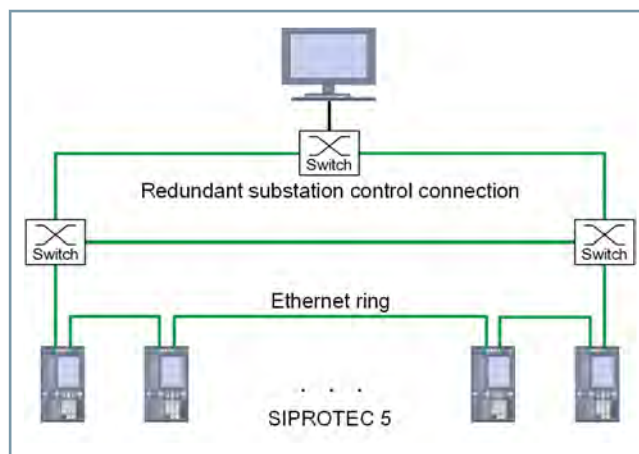 Switch
Redundant substation control connection
Switch
Switch
Ethernet ring
. . .
SIPROTEC 5